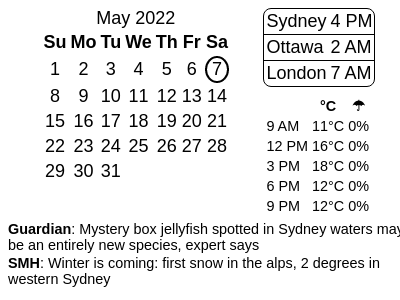 May 2022
Su Mo Tu We Th Fr Sa
1 2 3 4 5 6 7
8 9 10 11 12 13 14
15 16 17 18 19 20 21
22 23 24 25 26 27 28
29 30 31
Sydney 4 PM
Ottawa 2 AM
London 7 AM
°C ☂
9 AM 11°C 0%
12 PM 16°C 0%
3 PM 18°C 0%
6 PM 12°C 0%
9 PM 12°C 0%
Guardian: Mystery box jellyfish spotted in Sydney waters may
be an entirely new species, expert says
SMH: Winter is coming: first snow in the alps, 2 degrees in
western Sydney